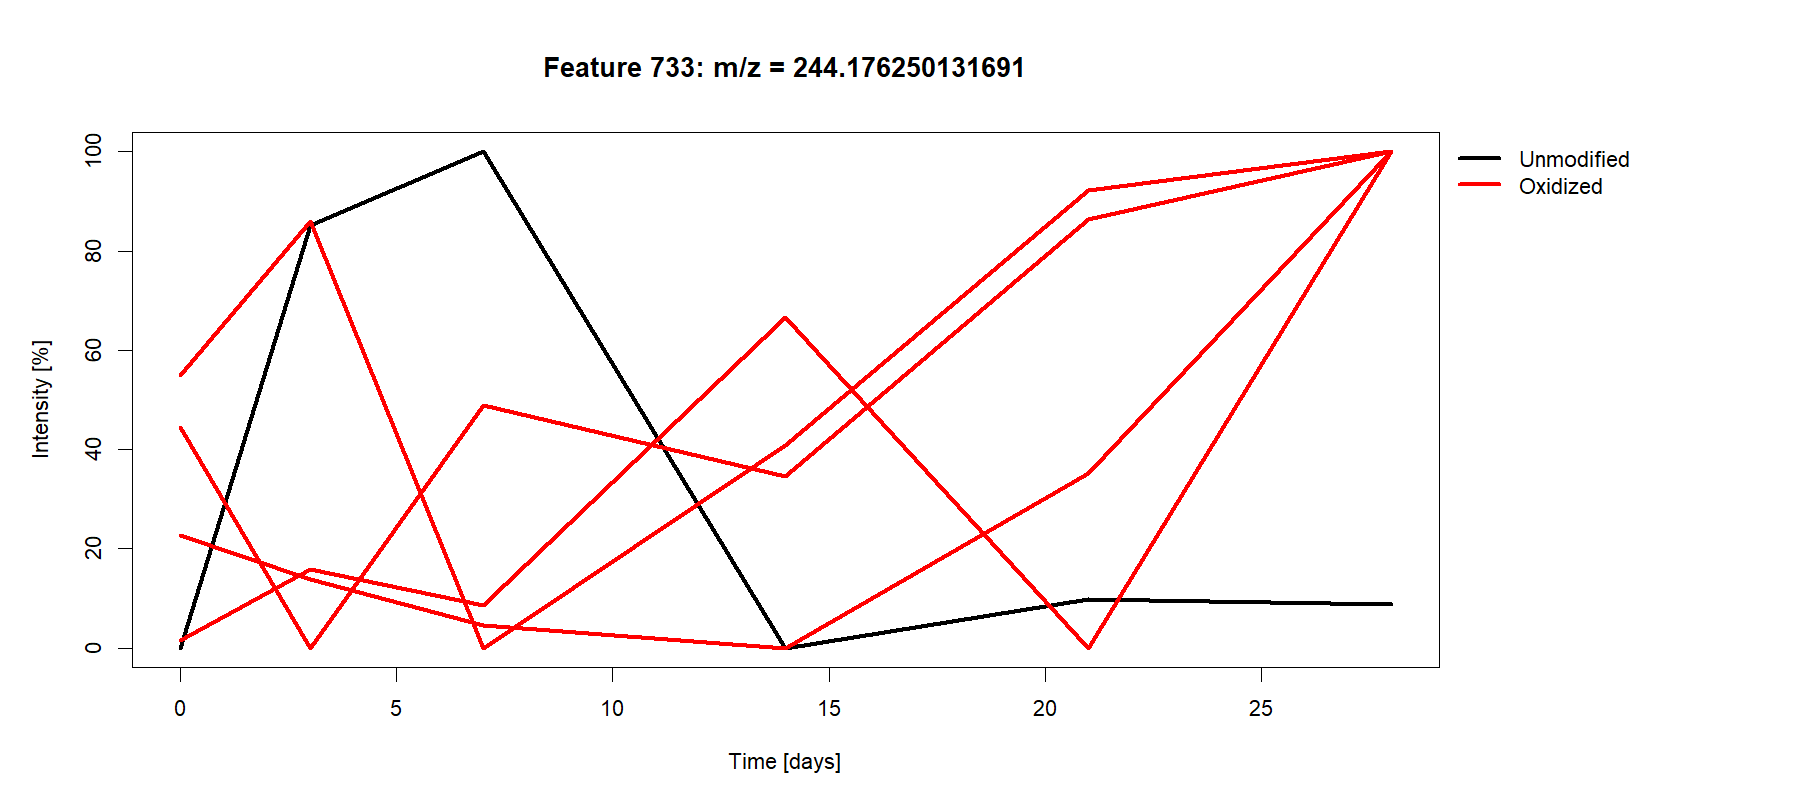 Feature 733: m/z = 244.176250131691
Unmodified
Oxidized
Intensity [%]
100
80
60
40
20
0
0 5 10 15 20 25
Time [days]